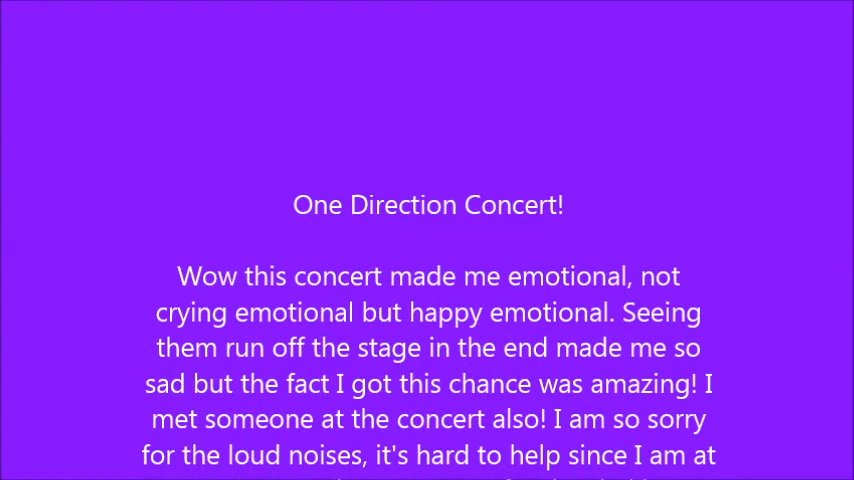 One Direction Concert!
Wow this concert made me emotional, not
crying emotional but happy emotional. Seeing
them run off the stage in the end made me so
sad but the fact I got this chance was amazing! I
met someone at the concert also! I am so sorry
for the loud noises, it's hard to help since I am at